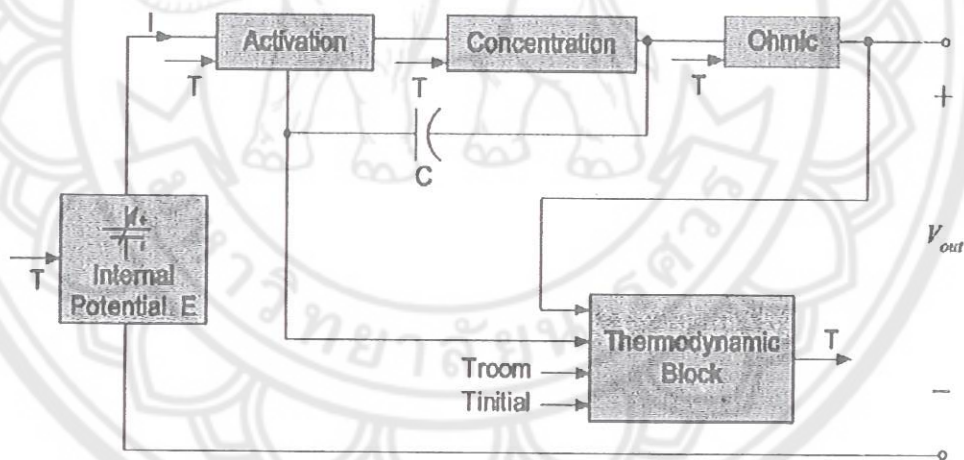 I
Activation
Concentration
Ohmic
T
T
T
+
C
T
Internal
Potential, E
V_out
Thermodynamic
Block
T
Troom
Tinitial
−